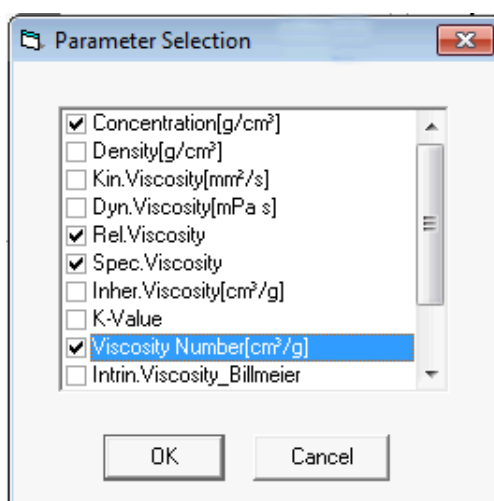 Parameter Selection
Concentration[g/cm³]
Density[g/cm³]
Kin.Viscosity[mm²/s]
Dyn.Viscosity[mPa s]
Rel.Viscosity
Spec.Viscosity
Inher.Viscosity[cm³/g]
K-Value
Viscosity Number[cm³/g]
Intrin.Viscosity_Billmeier
OK Cancel